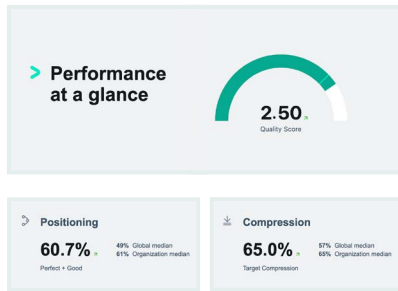 Performance
at a glance
2.50
Quality Score
Positioning
60.7%
49% Global median
61% Organization median
Perfect + Good
Compression
65.0%
57% Global median
65% Organization median
Target Compression